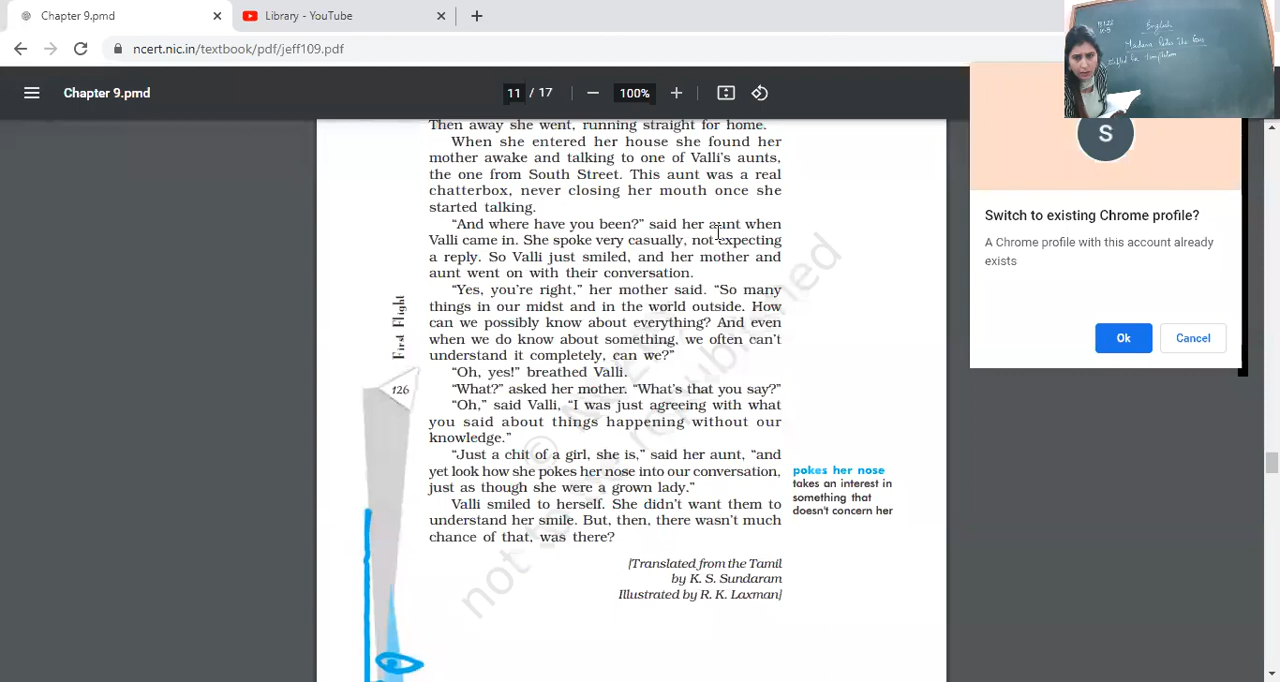 Chapter 9.pmd
Library - YouTube
ncert.nic.in/textbook/pdf/jeff109.pdf
Chapter 9.pmd
11 / 17
100%
English
Madam Rides The Bus
Then away she went, running straight for home.
When she entered her house she found her
mother awake and talking to one of Valli's aunts,
the one from South Street. This aunt was a real
chatterbox, never closing her mouth once she
started talking.
“And where have you been?” said her aunt when
Valli came in. She spoke very casually, not expecting
a reply. So Valli just smiled, and her mother and
aunt went on with their conversation.
“Yes, you're right,” her mother said. “So many
things in our midst and in the world outside. How
can we possibly know about everything? And even
when we do know about something, we often can't
understand it completely, can we?”
“Oh, yes!” breathed Valli.
“What?” asked her mother. “What's that you say?”
“Oh,” said Valli, “I was just agreeing with what
you said about things happening without our
knowledge.”
“Just a chit of a girl, she is,” said her aunt, “and
yet look how she pokes her nose into our conversation,
just as though she were a grown lady.”
Valli smiled to herself. She didn't want them to
understand her smile. But, then, there wasn't much
chance of that, was there?
[Translated from the Tamil
by K. S. Sundaram
Illustrated by R. K. Laxman]
First Flight
126
pokes her nose
takes an interest in
something that
doesn't concern her
© NCERT
not to be republished
S
Switch to existing Chrome profile?
A Chrome profile with this account already
exists
Ok
Cancel